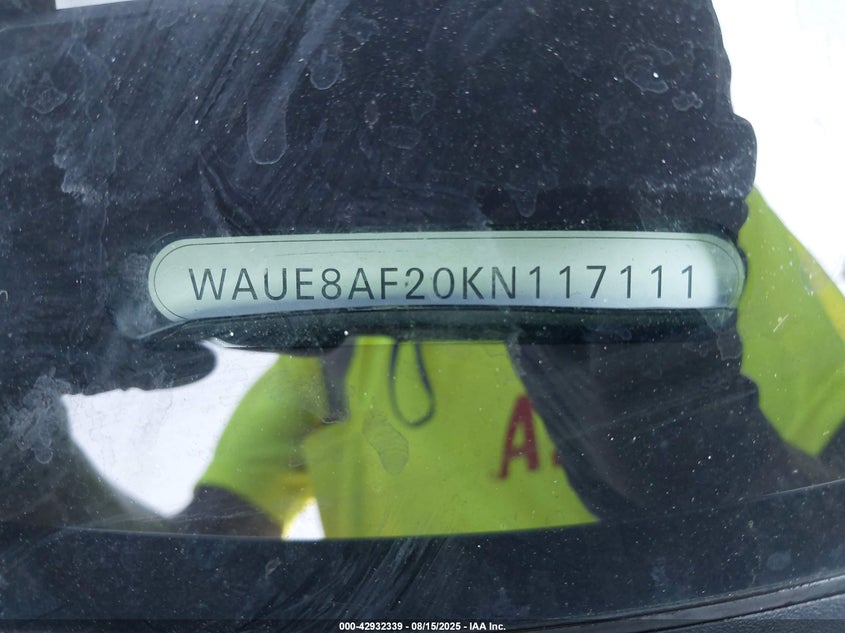 WAUE8AF20KN117111
A
000-42932339 - 08/15/2025 - IAA Inc.